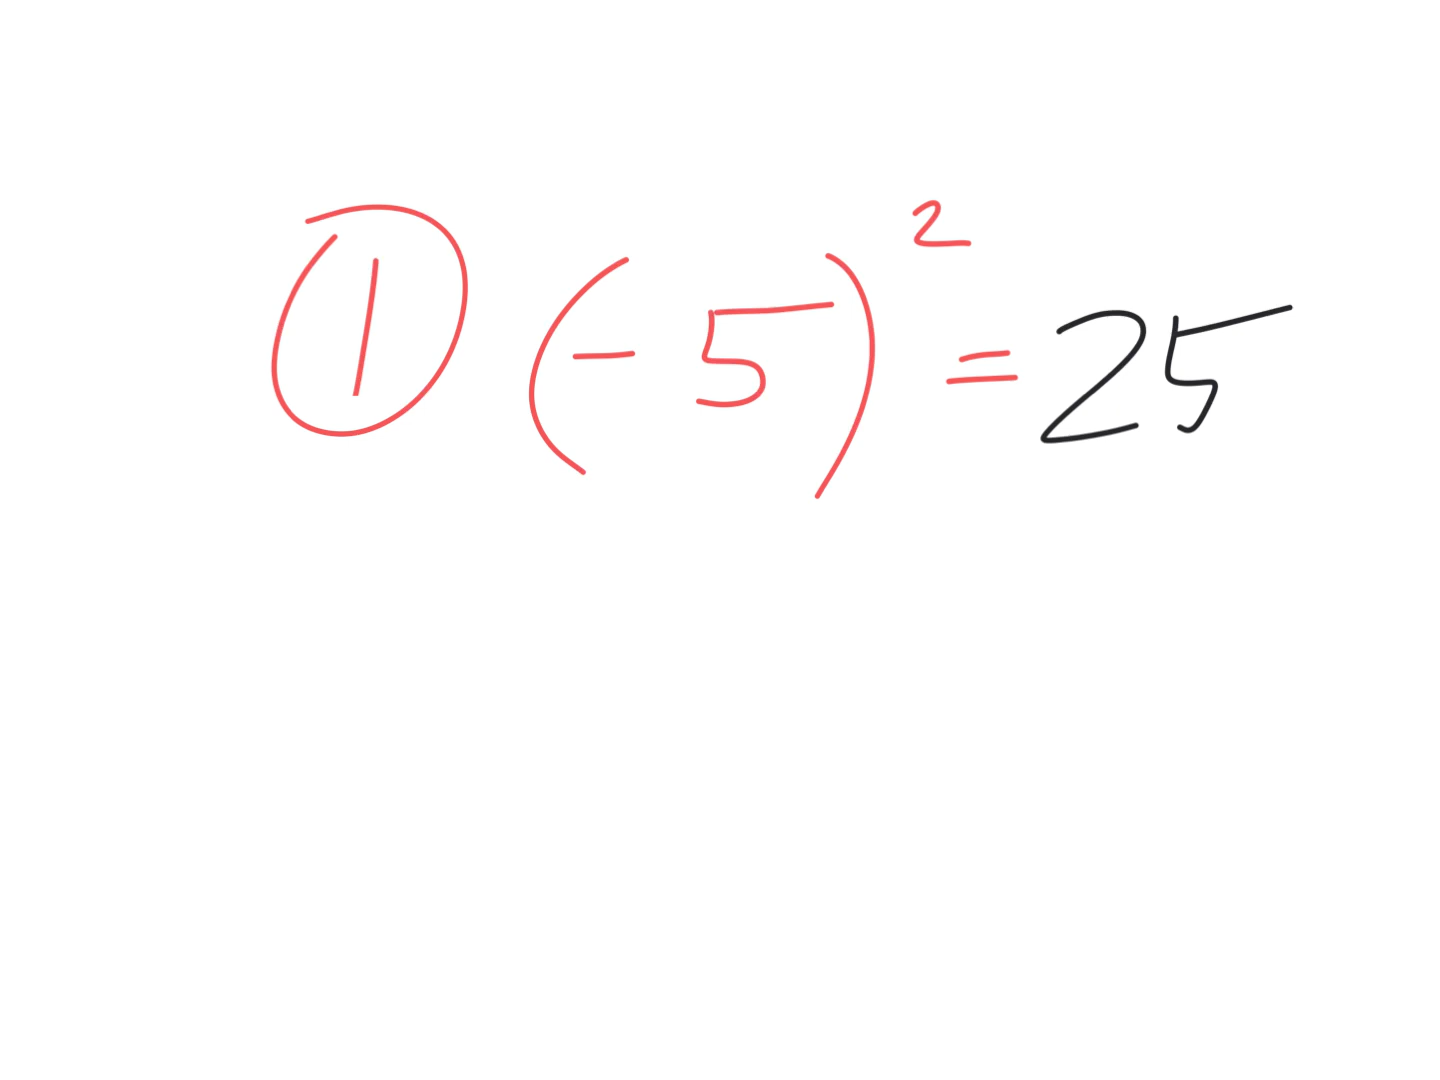 ① (-5)² = 25